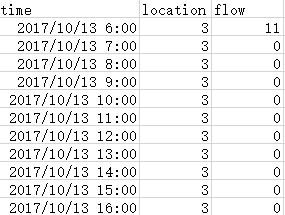 time location flow
2017/10/13 6:00 3 11
2017/10/13 7:00 3 0
2017/10/13 8:00 3 0
2017/10/13 9:00 3 0
2017/10/13 10:00 3 0
2017/10/13 11:00 3 0
2017/10/13 12:00 3 0
2017/10/13 13:00 3 0
2017/10/13 14:00 3 0
2017/10/13 15:00 3 0
2017/10/13 16:00 3 0